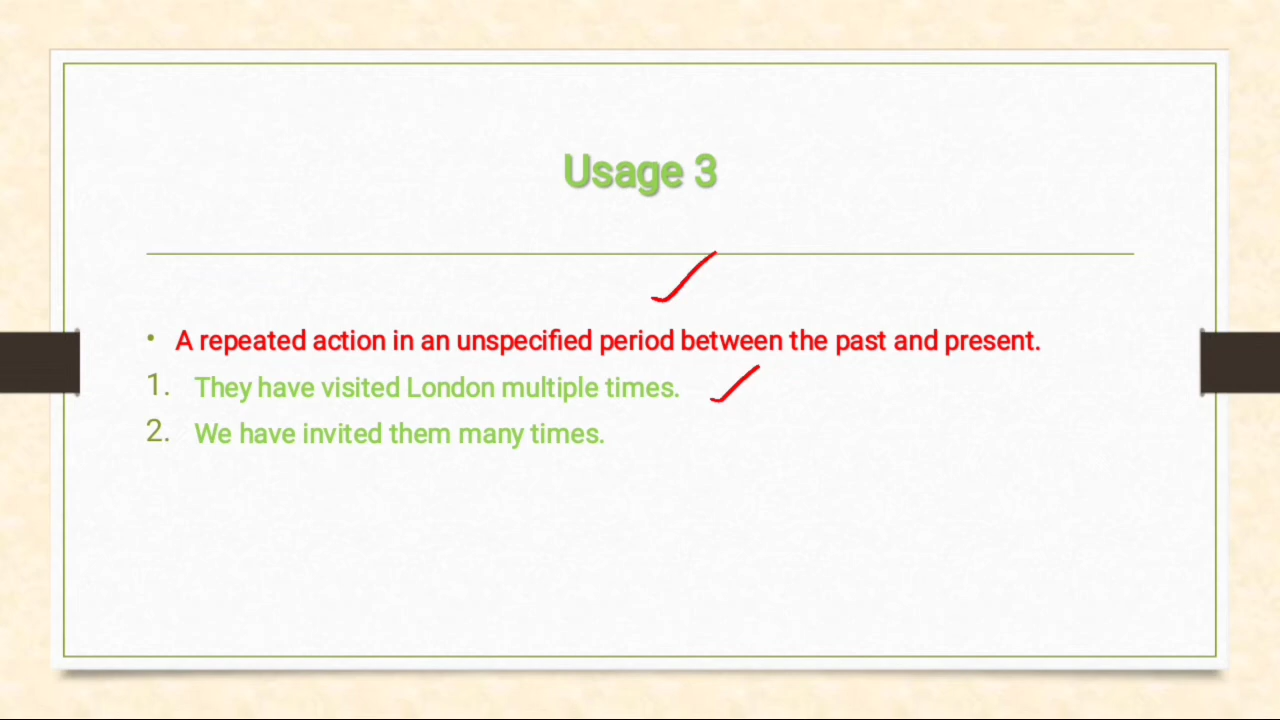 Usage 3
• A repeated action in an unspecified period between the past and present.
1. They have visited London multiple times.
2. We have invited them many times.